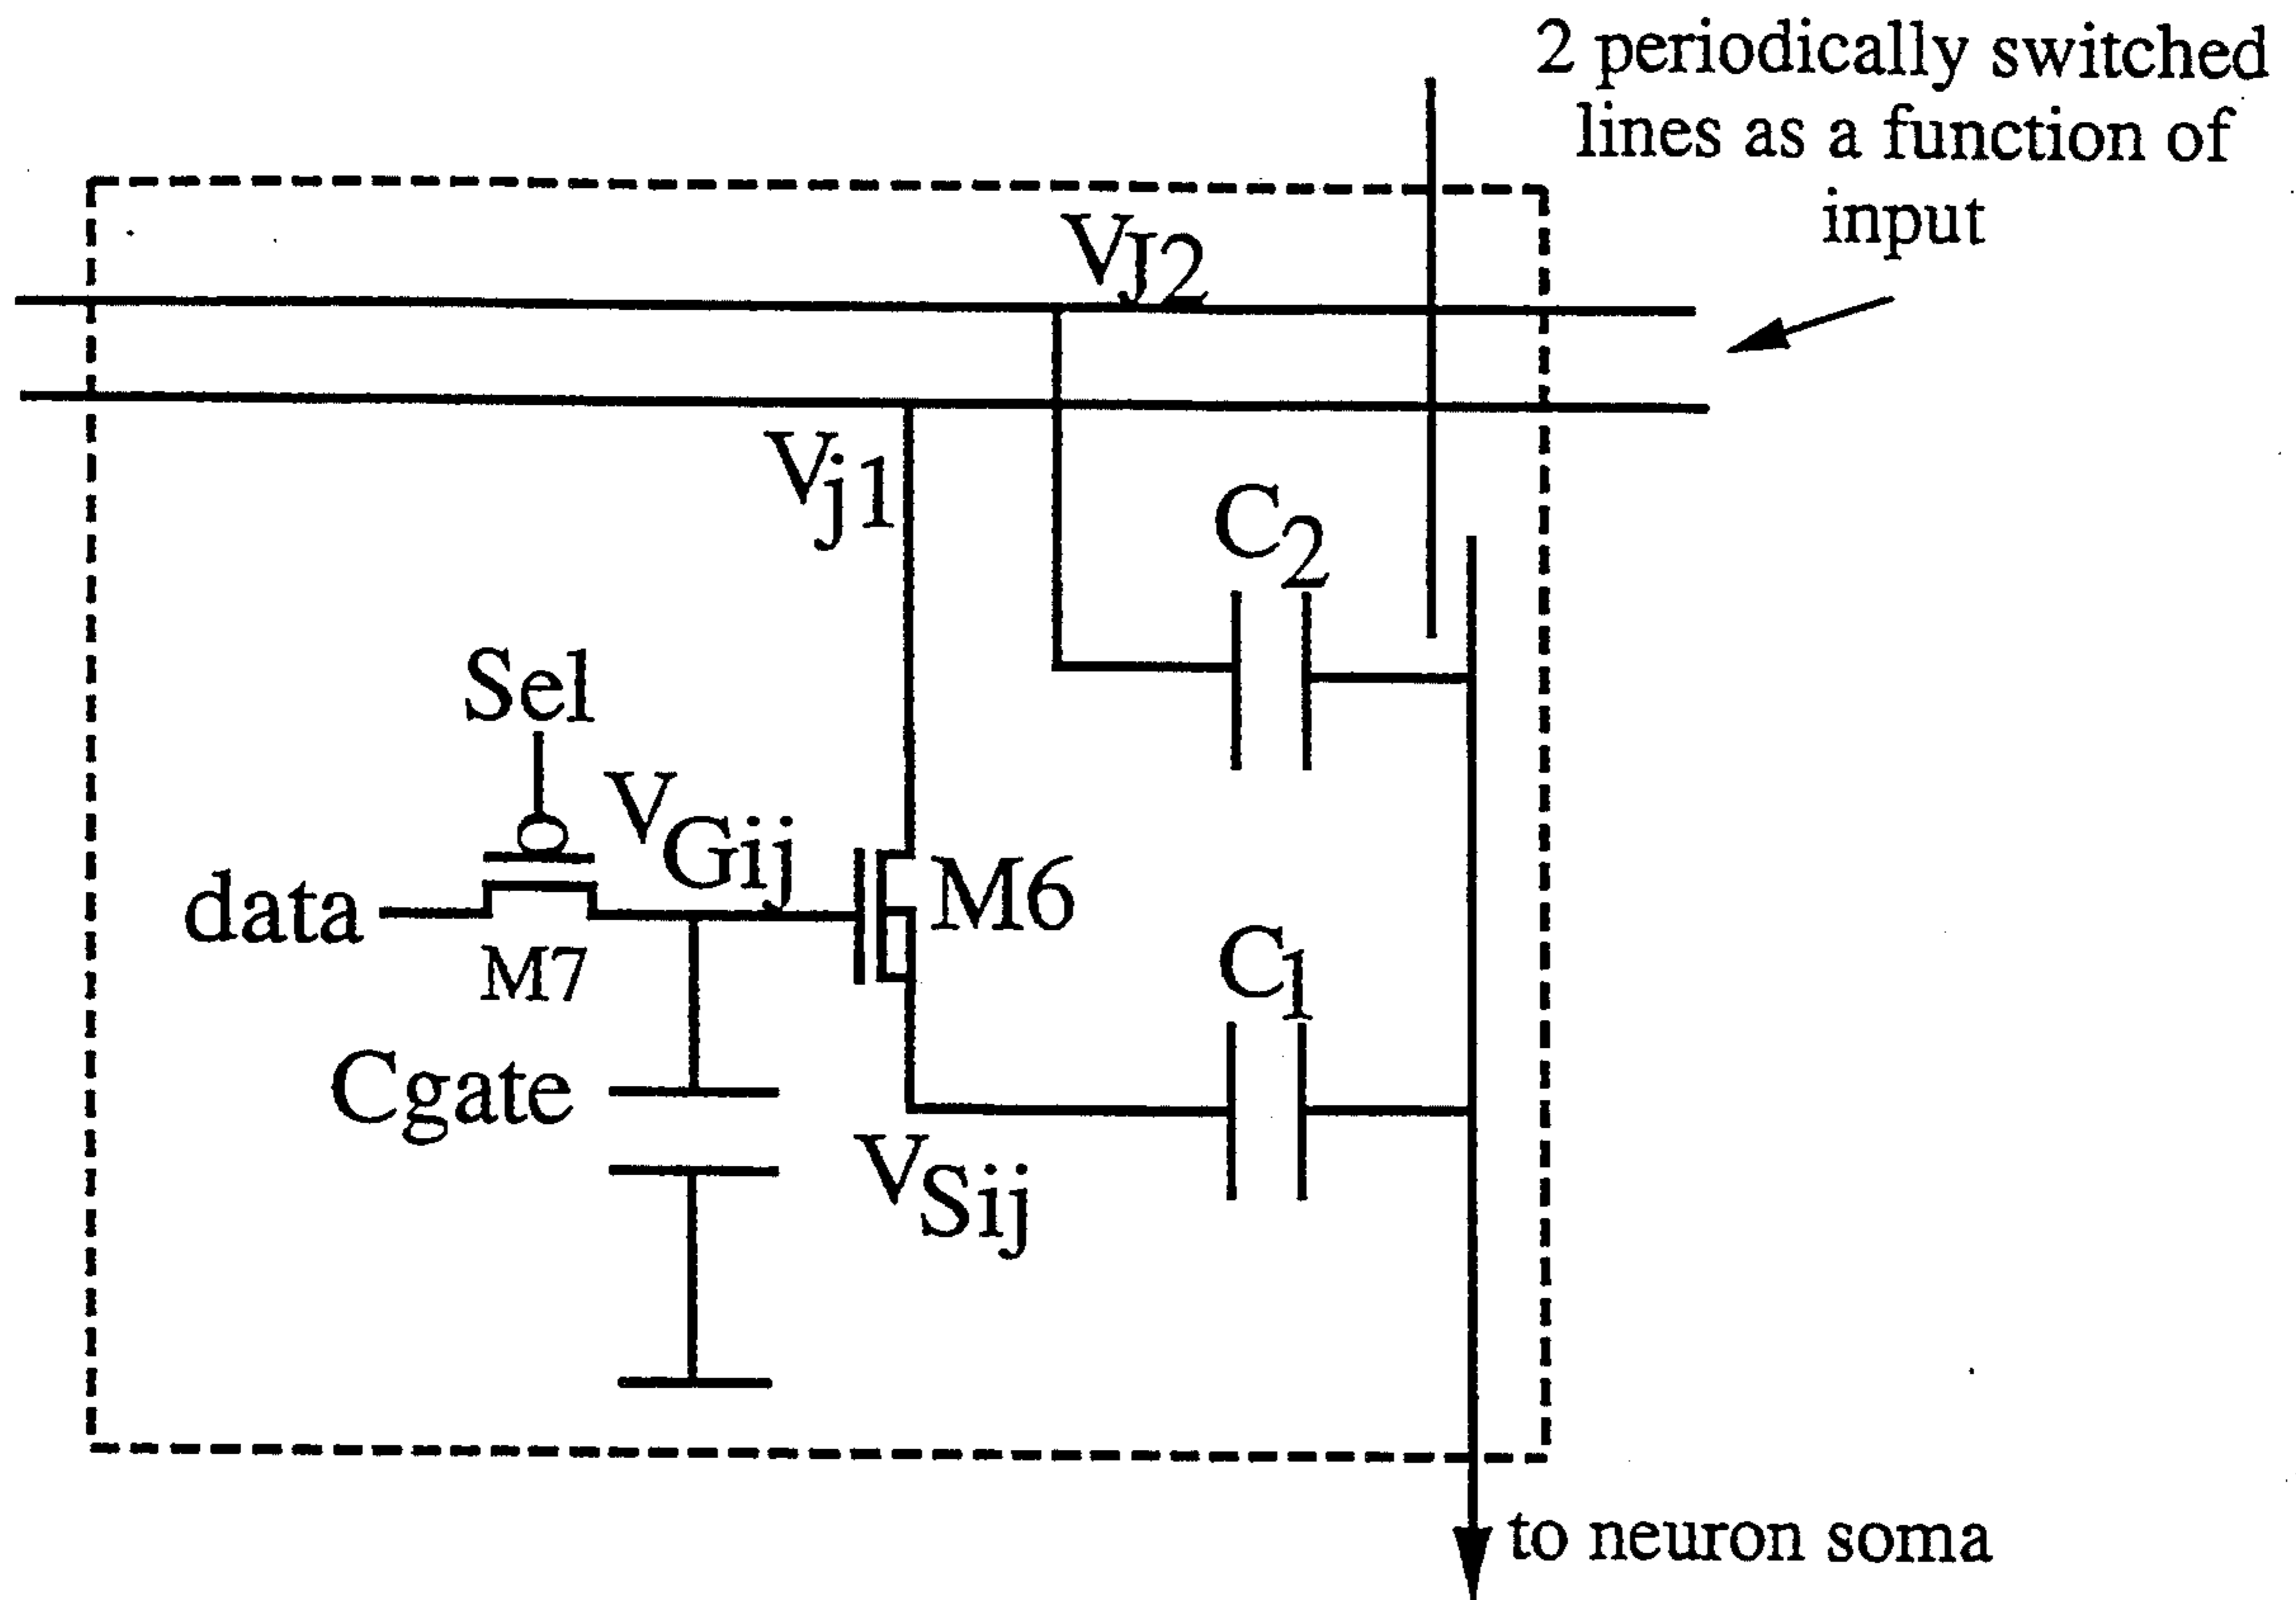 2 periodically switched
lines as a function of
input
VJ2
Vj1
C2
Sel
VGij
data
M6
M7
C1
Cgate
VSij
to neuron soma